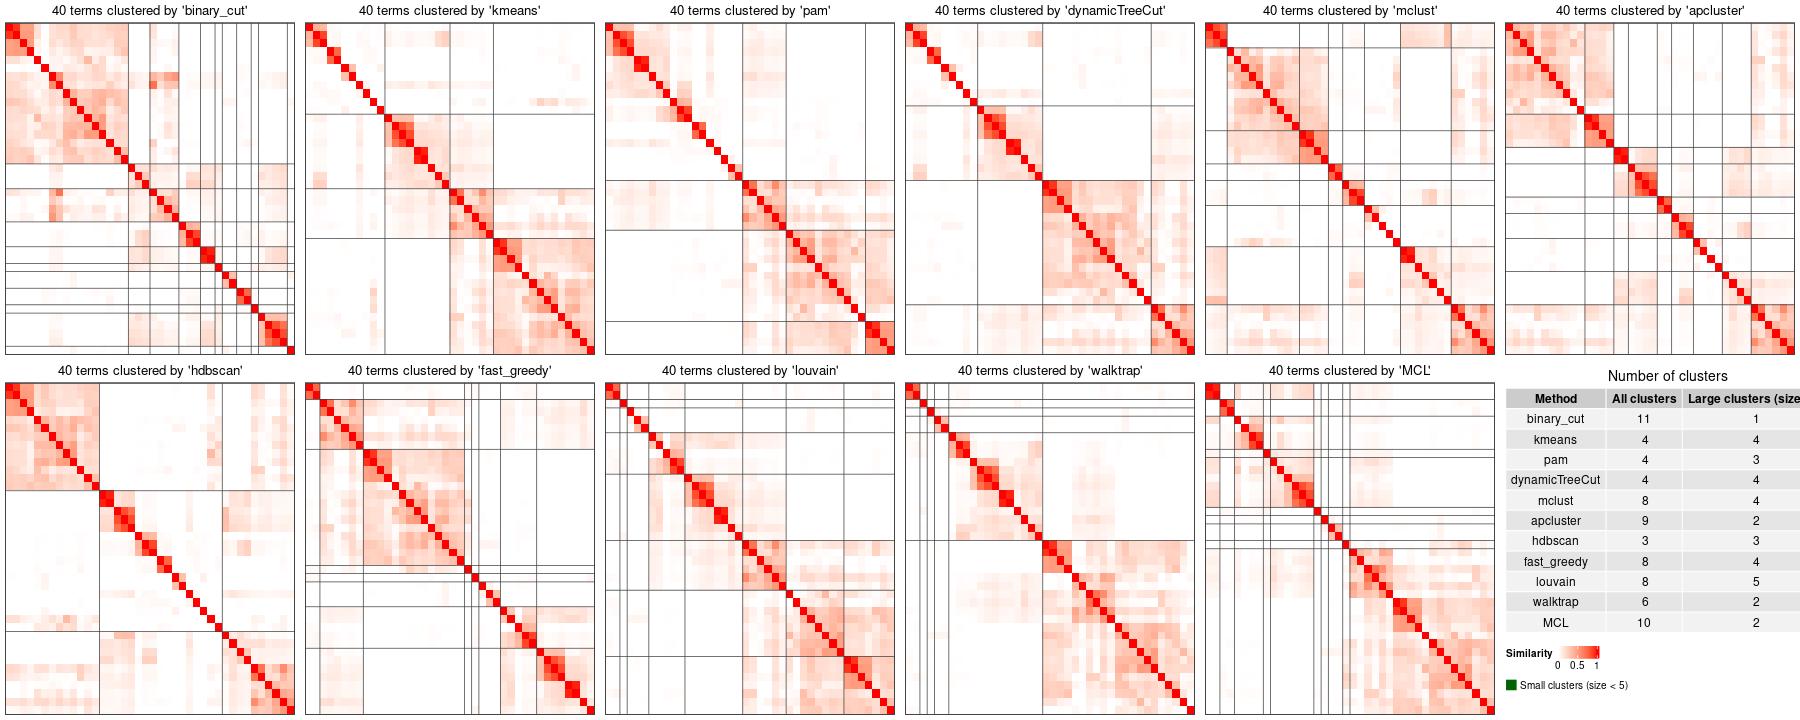 40 terms clustered by 'binary_cut'
40 terms clustered by 'kmeans'
40 terms clustered by 'pam'
40 terms clustered by 'dynamicTreeCut'
40 terms clustered by 'mclust'
40 terms clustered by 'apcluster'
40 terms clustered by 'hdbscan'
40 terms clustered by 'fast_greedy'
40 terms clustered by 'louvain'
40 terms clustered by 'walktrap'
40 terms clustered by 'MCL'
Number of clusters
Method All clusters Large clusters (size
binary_cut 11 1
kmeans 4 4
pam 4 3
dynamicTreeCut 4 4
mclust 8 4
apcluster 9 2
hdbscan 3 3
fast_greedy 8 4
louvain 8 5
walktrap 6 2
MCL 10 2
Similarity
0 0.5 1
Small clusters (size < 5)